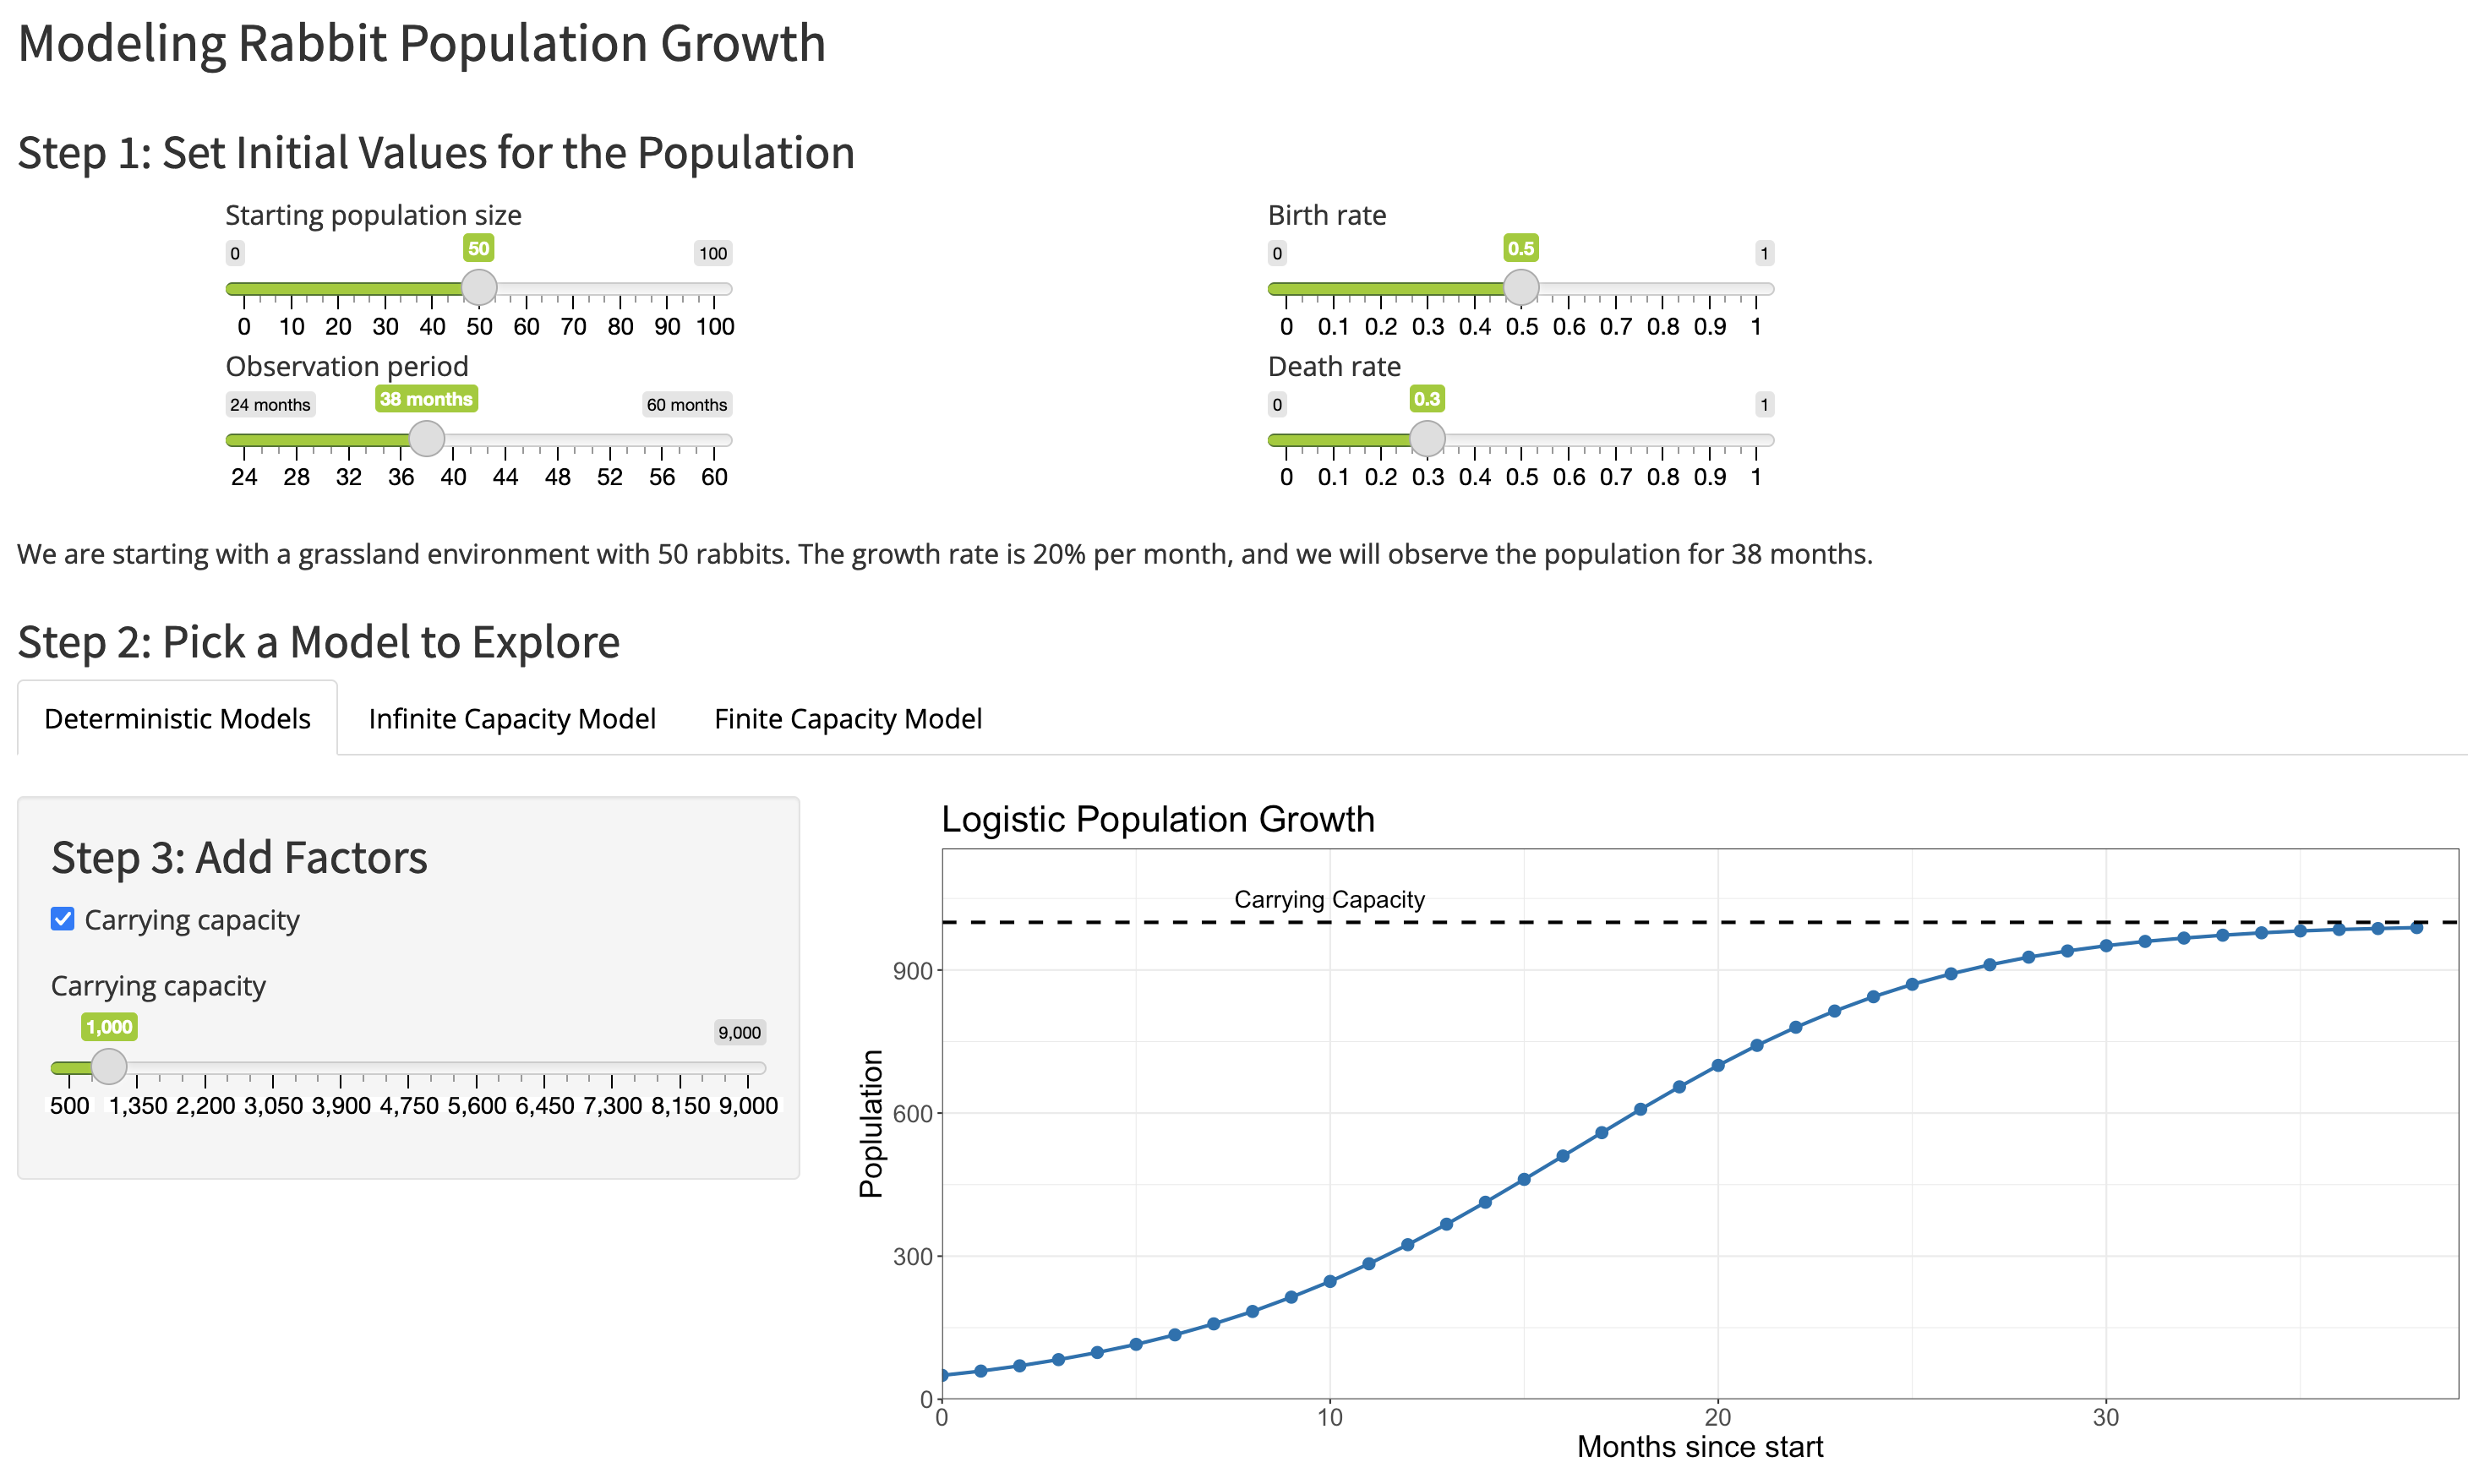 Modeling Rabbit Population Growth
Step 1: Set Initial Values for the Population
Starting population size
0 50 100
0 10 20 30 40 50 60 70 80 90 100
Observation period
24 months 38 months 60 months
24 28 32 36 40 44 48 52 56 60
Birth rate
0 0.5 1
0 0.1 0.2 0.3 0.4 0.5 0.6 0.7 0.8 0.9 1
Death rate
0 0.3 1
0 0.1 0.2 0.3 0.4 0.5 0.6 0.7 0.8 0.9 1
We are starting with a grassland environment with 50 rabbits. The growth rate is 20% per month, and we will observe the population for 38 months.
Step 2: Pick a Model to Explore
Deterministic Models Infinite Capacity Model Finite Capacity Model
Step 3: Add Factors
Carrying capacity
Carrying capacity
1,000 9,000
500 1,350 2,200 3,050 3,900 4,750 5,600 6,450 7,300 8,150 9,000
Logistic Population Growth
Carrying Capacity
Poplulation
900
600
300
0
0 10 20 30
Months since start